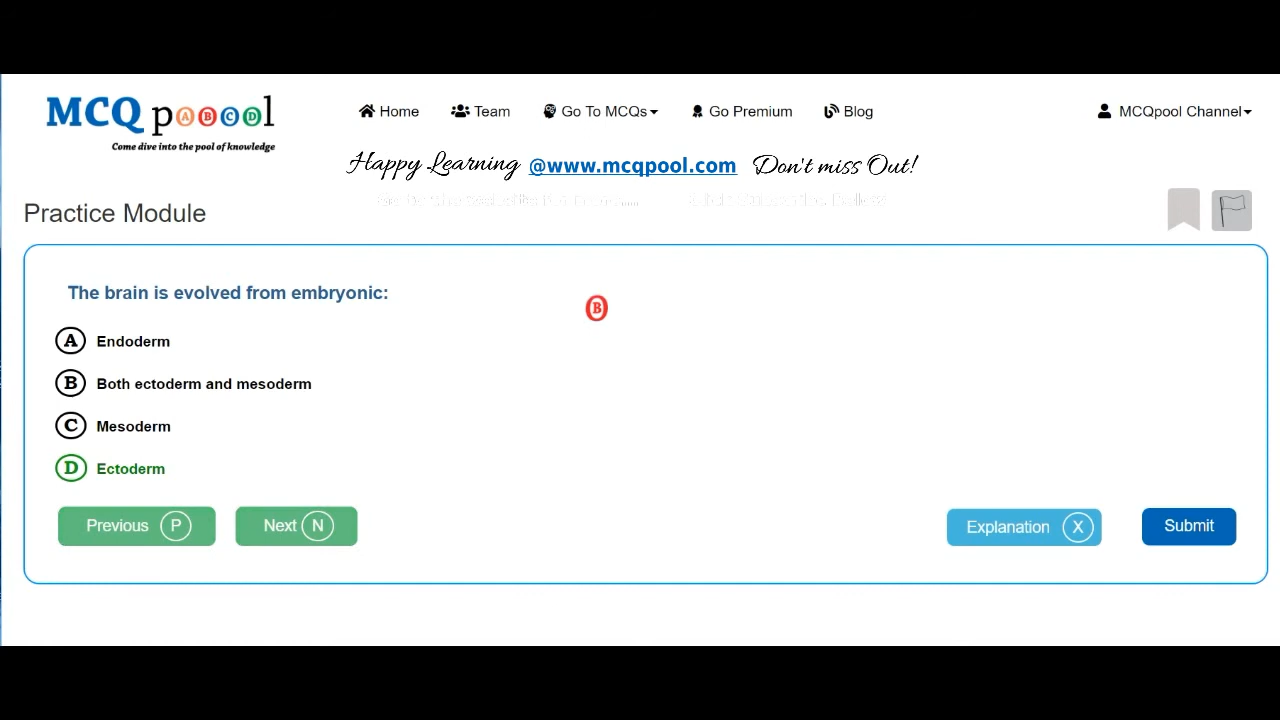 MCQ pABCDl
Come dive into the pool of knowledge
Home Team Go To MCQs Go Premium Blog MCQpool Channel
Happy Learning @www.mcqpool.com Don't miss Out!
Practice Module
The brain is evolved from embryonic:
B
A Endoderm
B Both ectoderm and mesoderm
C Mesoderm
D Ectoderm
Previous P Next N Explanation X Submit